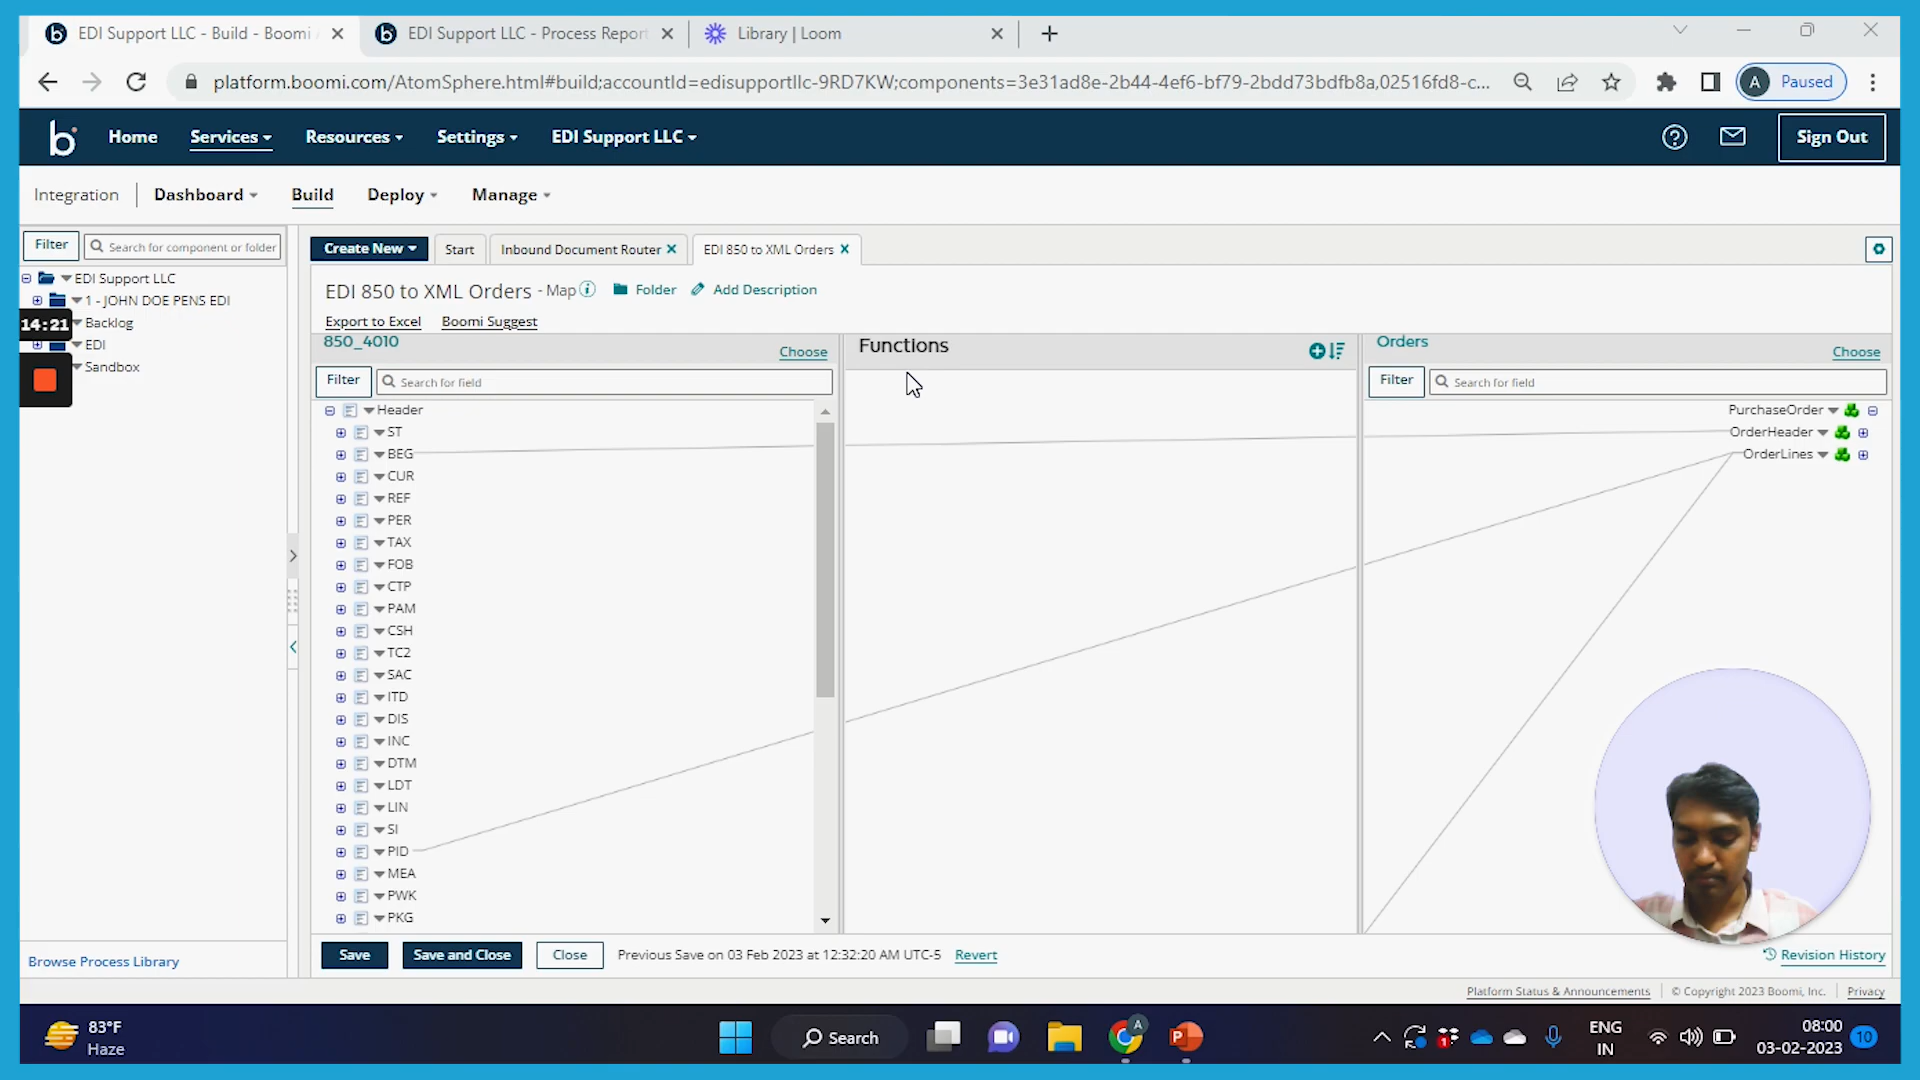 EDI Support LLC - Build - Boomi
EDI Support LLC - Process Report
Library | Loom
platform.boomi.com/AtomSphere.html#build;accountId=edisupportllc-9RD7KW;components=3e31ad8e-2b44-4ef6-bf79-2bdd73bdfb8a,02516fd8-c...
A Paused
b Home Services Resources Settings EDI Support LLC Sign Out
Integration Dashboard Build Deploy Manage
Filter Search for component or folder
EDI Support LLC
1 - JOHN DOE PENS EDI
14:21 Backlog
EDI
Sandbox
Browse Process Library
Create New Start Inbound Document Router EDI 850 to XML Orders
EDI 850 to XML Orders - Map Folder Add Description
Export to Excel Boomi Suggest
850_4010
Choose
Filter Search for field
Header
ST
BEG
CUR
REF
PER
TAX
FOB
CTP
PAM
CSH
TC2
SAC
ITD
DIS
INC
DTM
LDT
LIN
SI
PID
MEA
PWK
PKG
Functions
Orders
Choose
Filter Search for field
PurchaseOrder
OrderHeader
OrderLines
Save Save and Close Close Previous Save on 03 Feb 2023 at 12:32:20 AM UTC-5 Revert
Revision History
Platform Status & Announcements © Copyright 2023 Boomi, Inc. Privacy
83°F
Haze
Search
A
1
ENG
IN
08:00
03-02-2023
10